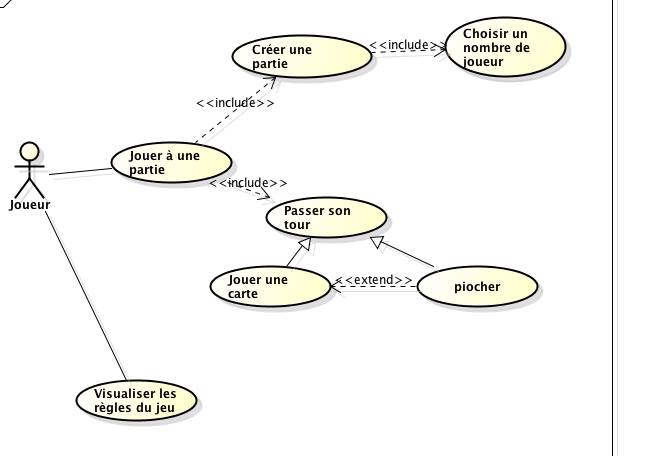 Choisir un
nombre de
joueur
<<include>>
Créer une
partie
<<include>>
Jouer à une
partie
<<include>>
Joueur
Passer son
tour
Jouer une
carte
<<extend>>
piocher
Visualiser les
règles du jeu